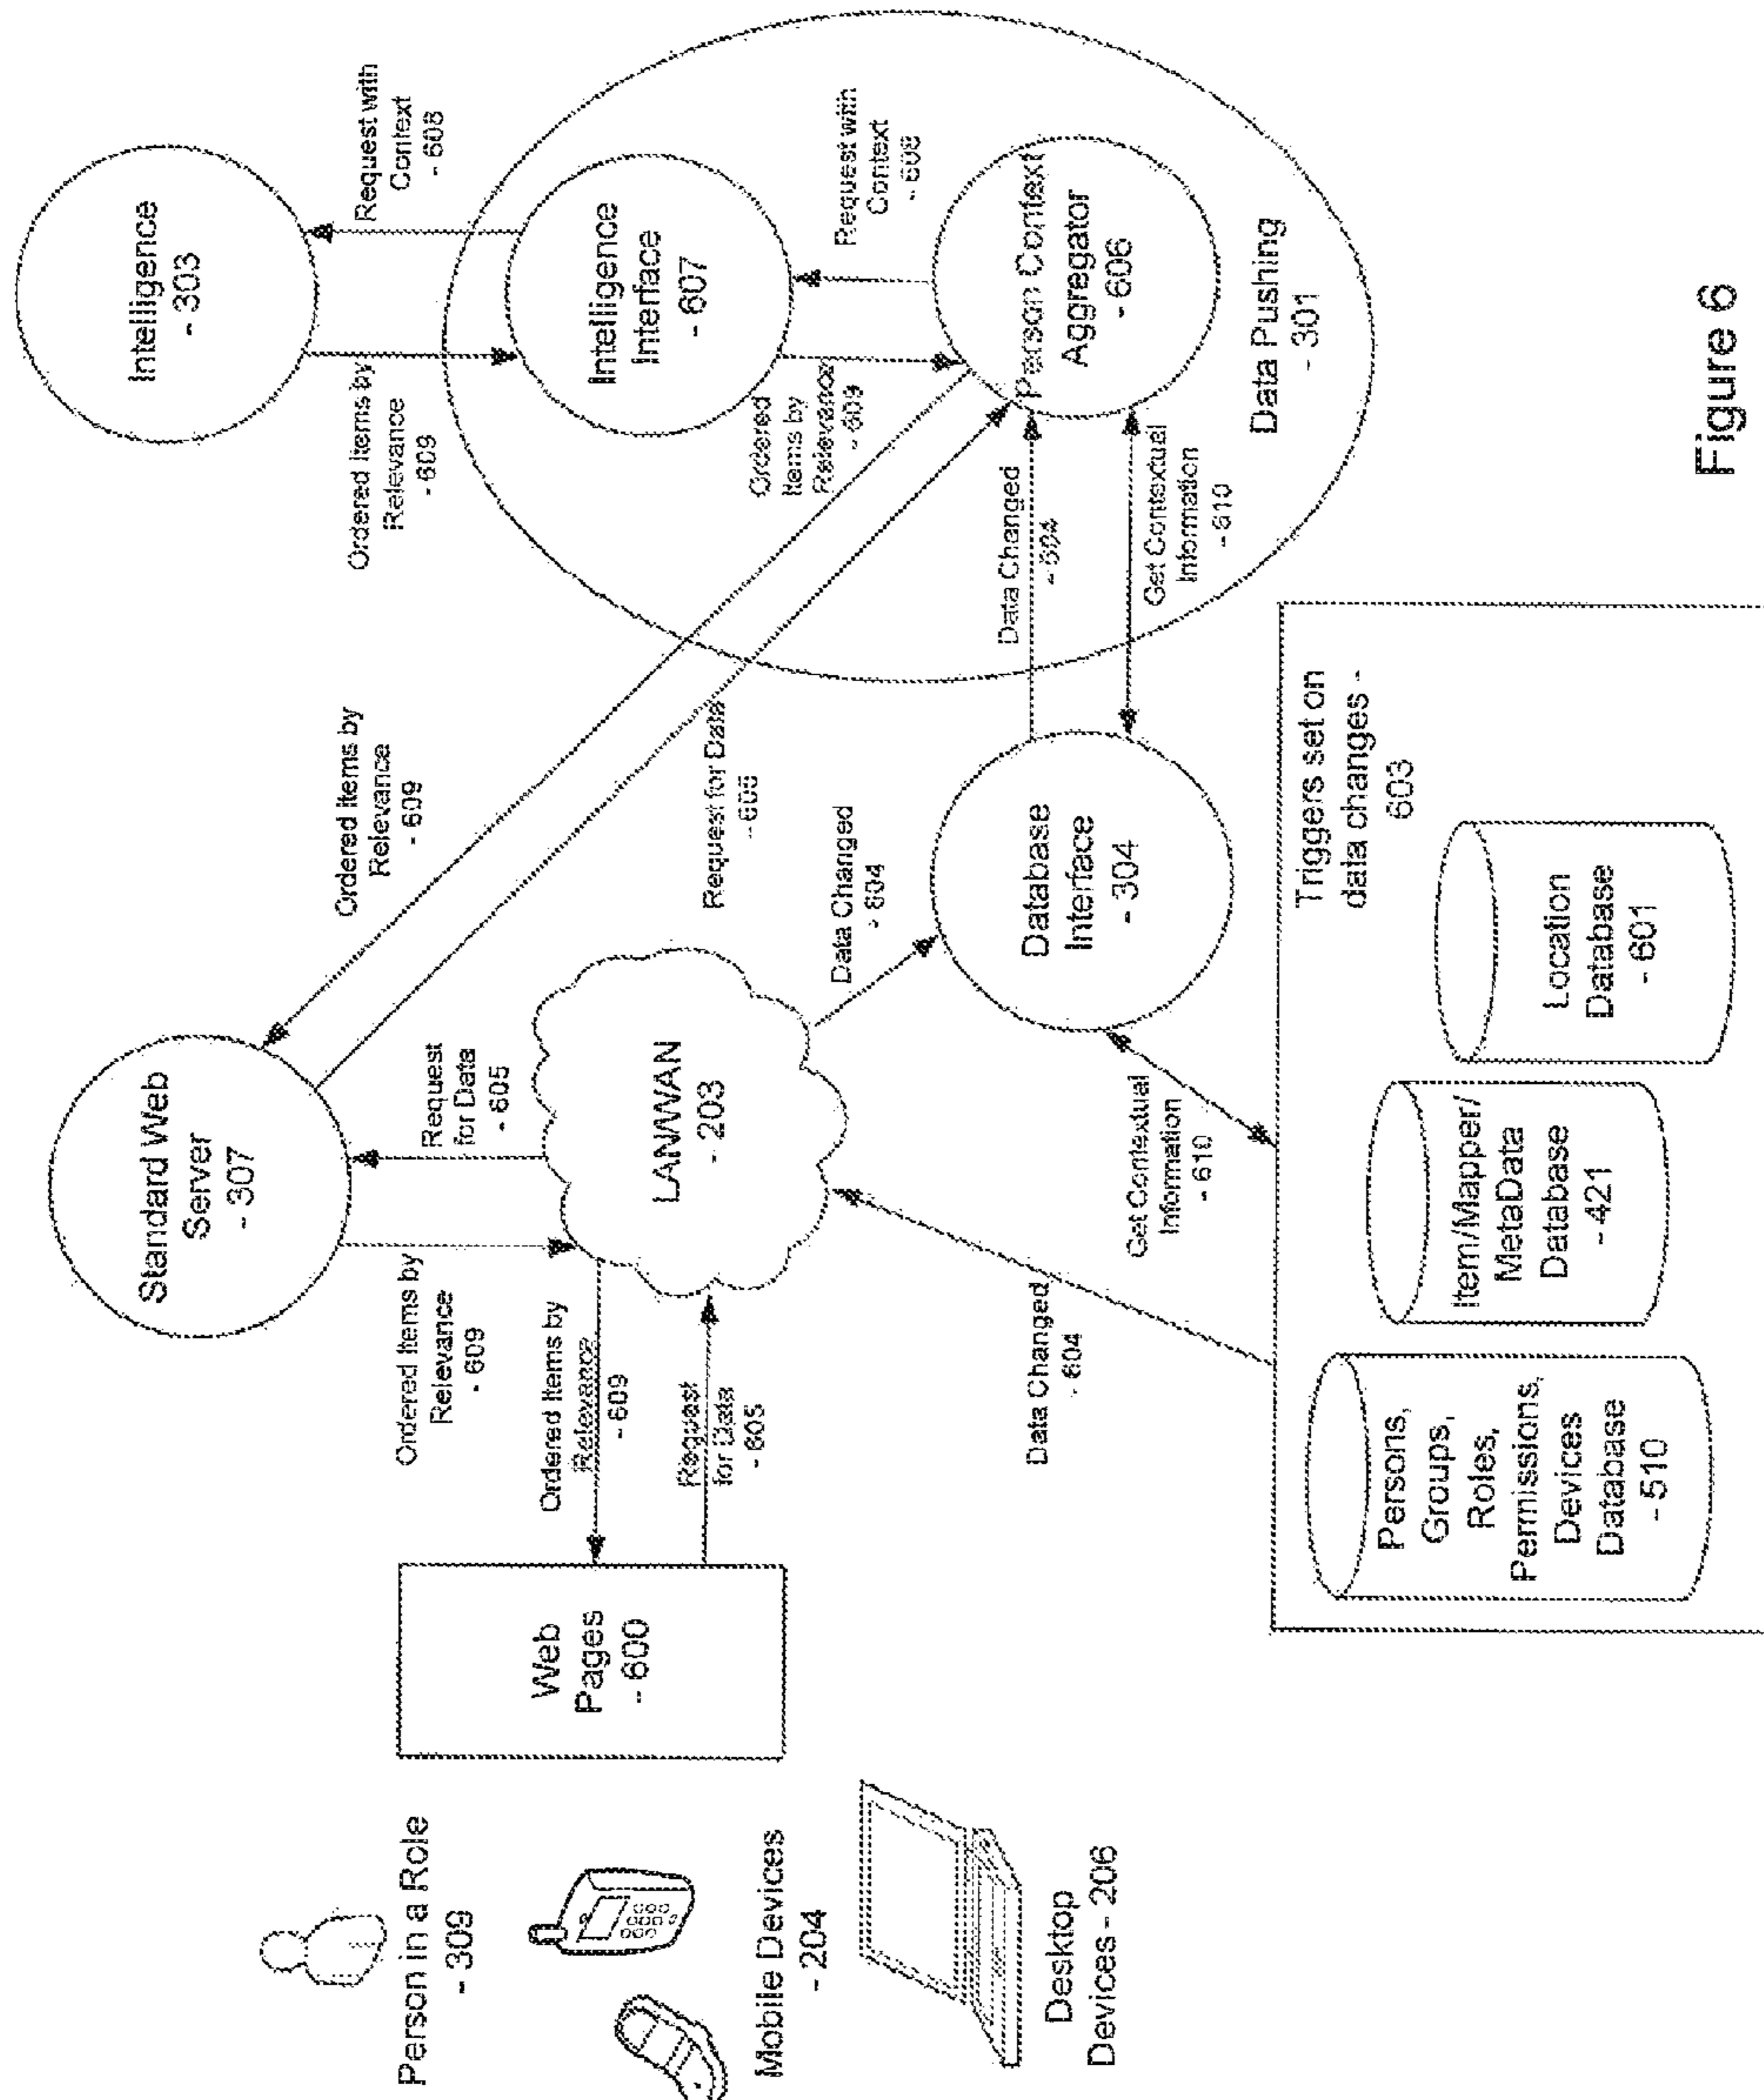 Person in a Role
- 309
Mobile Devices
- 204
Desktop
Devices - 206
Web
Pages
- 600
Ordered Items by
Relevance
- 609
Request
for Data
- 605
Standard Web
Server
- 307
Ordered Items by
Relevance
- 609
Request
for Data
- 605
LAN/WAN
- 203
Ordered Items by
Relevance
- 609
Request for Data
- 605
Intelligence
- 303
Ordered Items by
Relevance
- 609
Request with
Context
- 608
Intelligence
Interface
- 607
Ordered
Items by
Relevance
- 609
Request with
Context
- 608
Person Context
Aggregator
- 606
Data Pushing
- 301
Data Changed
- 604
Get Contextual
Information
- 610
Data Changed
- 604
Database
Interface
- 304
Get Contextual
Information
- 610
Data Changed
- 604
Triggers set on
data changes -
603
Persons,
Groups,
Roles,
Permissions,
Devices
Database
- 510
Item/Mapper/
MetaData
Database
- 421
Location
Database
- 601
Figure 6